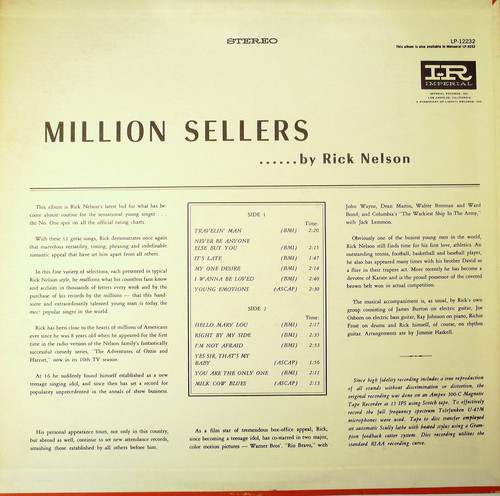 STEREO
LP-12232
This album is also available in Monaural LP-9232
IR
IMPERIAL
IMPERIAL RECORDS, INC.
LOS ANGELES, CALIFORNIA
A SUBSIDIARY OF LIBERTY RECORDS, INC.
MILLION SELLERS
......by Rick Nelson
This album is Rick Nelson's latest bid for what has be-
come almost routine for the sensational young singer . . .
the No. One spot on all the official rating charts.
With these 12 great songs, Rick demonstrates once again
that marvellous versatility, timing, phrasing and indefinable
romantic appeal that have set him apart from all others.
In this fine variety of selections, each presented in typical
Rick Nelson style, he reaffirms what his countless fans know
and acclaim in thousands of letters every week and by the
purchase of his records by the millions — that this hand-
some and extraordinarily talented young man is today the
most popular singer in the world.
Rick has been close to the hearts of millions of Americans
ever since he was 8 years old when he appeared for the first
time in the radio version of the Nelson family's fantastically
successful comedy series, "The Adventures of Ozzie and
Harriet," now in its 10th TV season.
At 16 he suddenly found himself established as a new
teenage singing idol, and since then has set a record for
popularity unprecedented in the annals of show business.
His personal appearance tours, not only in this country,
but abroad as well, continue to set new attendance records,
smashing those established by all others before him.
SIDE 1
Time:
TRAVELIN' MAN (BMI) 2:20
NEVER BE ANYONE
ELSE BUT YOU (BMI) 2:15
IT'S LATE (BMI) 1:47
MY ONE DESIRE (BMI) 2:14
I WANNA BE LOVED (BMI) 2:40
YOUNG EMOTIONS (ASCAP) 2:30
SIDE 2
Time:
HELLO MARY LOU (BMI) 2:17
RIGHT BY MY SIDE (BMI) 2:35
I'M NOT AFRAID (BMI) 2:33
YES SIR, THAT'S MY
BABY (ASCAP) 1:56
YOU ARE THE ONLY ONE (BMI) 2:11
MILK COW BLUES (ASCAP) 2:13
As a film star of tremendous box-office appeal, Rick,
since becoming a teenage idol, has co-starred in two major,
color motion pictures — Warner Bros' "Rio Bravo," with
John Wayne, Dean Martin, Walter Brennan and Ward
Bond; and Columbia's "The Wackiest Ship In The Army,"
with Jack Lemmon.
Obviously one of the busiest young men in the world,
Rick Nelson still finds time for his first love, athletics. An
outstanding tennis, football, basketball and baseball player,
he also has appeared many times with his brother David as
a flier in their trapeze act. More recently he has become a
devotee of Karate and is the proud possessor of the coveted
brown belt won in actual competition.
The musical accompaniment is, as usual, by Rick's own
group consisting of James Burton on electric guitar, Joe
Osborn on electric bass guitar, Ray Johnson on piano, Richie
Frost on drums and Rick himself, of course, on rhythm
guitar. Arrangements are by Jimmie Haskell.
Since high fidelity recording includes a true reproduction
of all sounds without discrimination or distortion, the
original recording was done on an Ampex 300-C Magnetic
Tape Recorder at 15 IPS using Scotch tape. To effectively
record the full frequency spectrum Telefunken U-47M
microphones were used. Tape to disc transfer employed
an automatic Scully lathe with heated stylus using a Gram-
pion feedback cutter system. Disc recording utilizes the
standard RIAA recording curve.